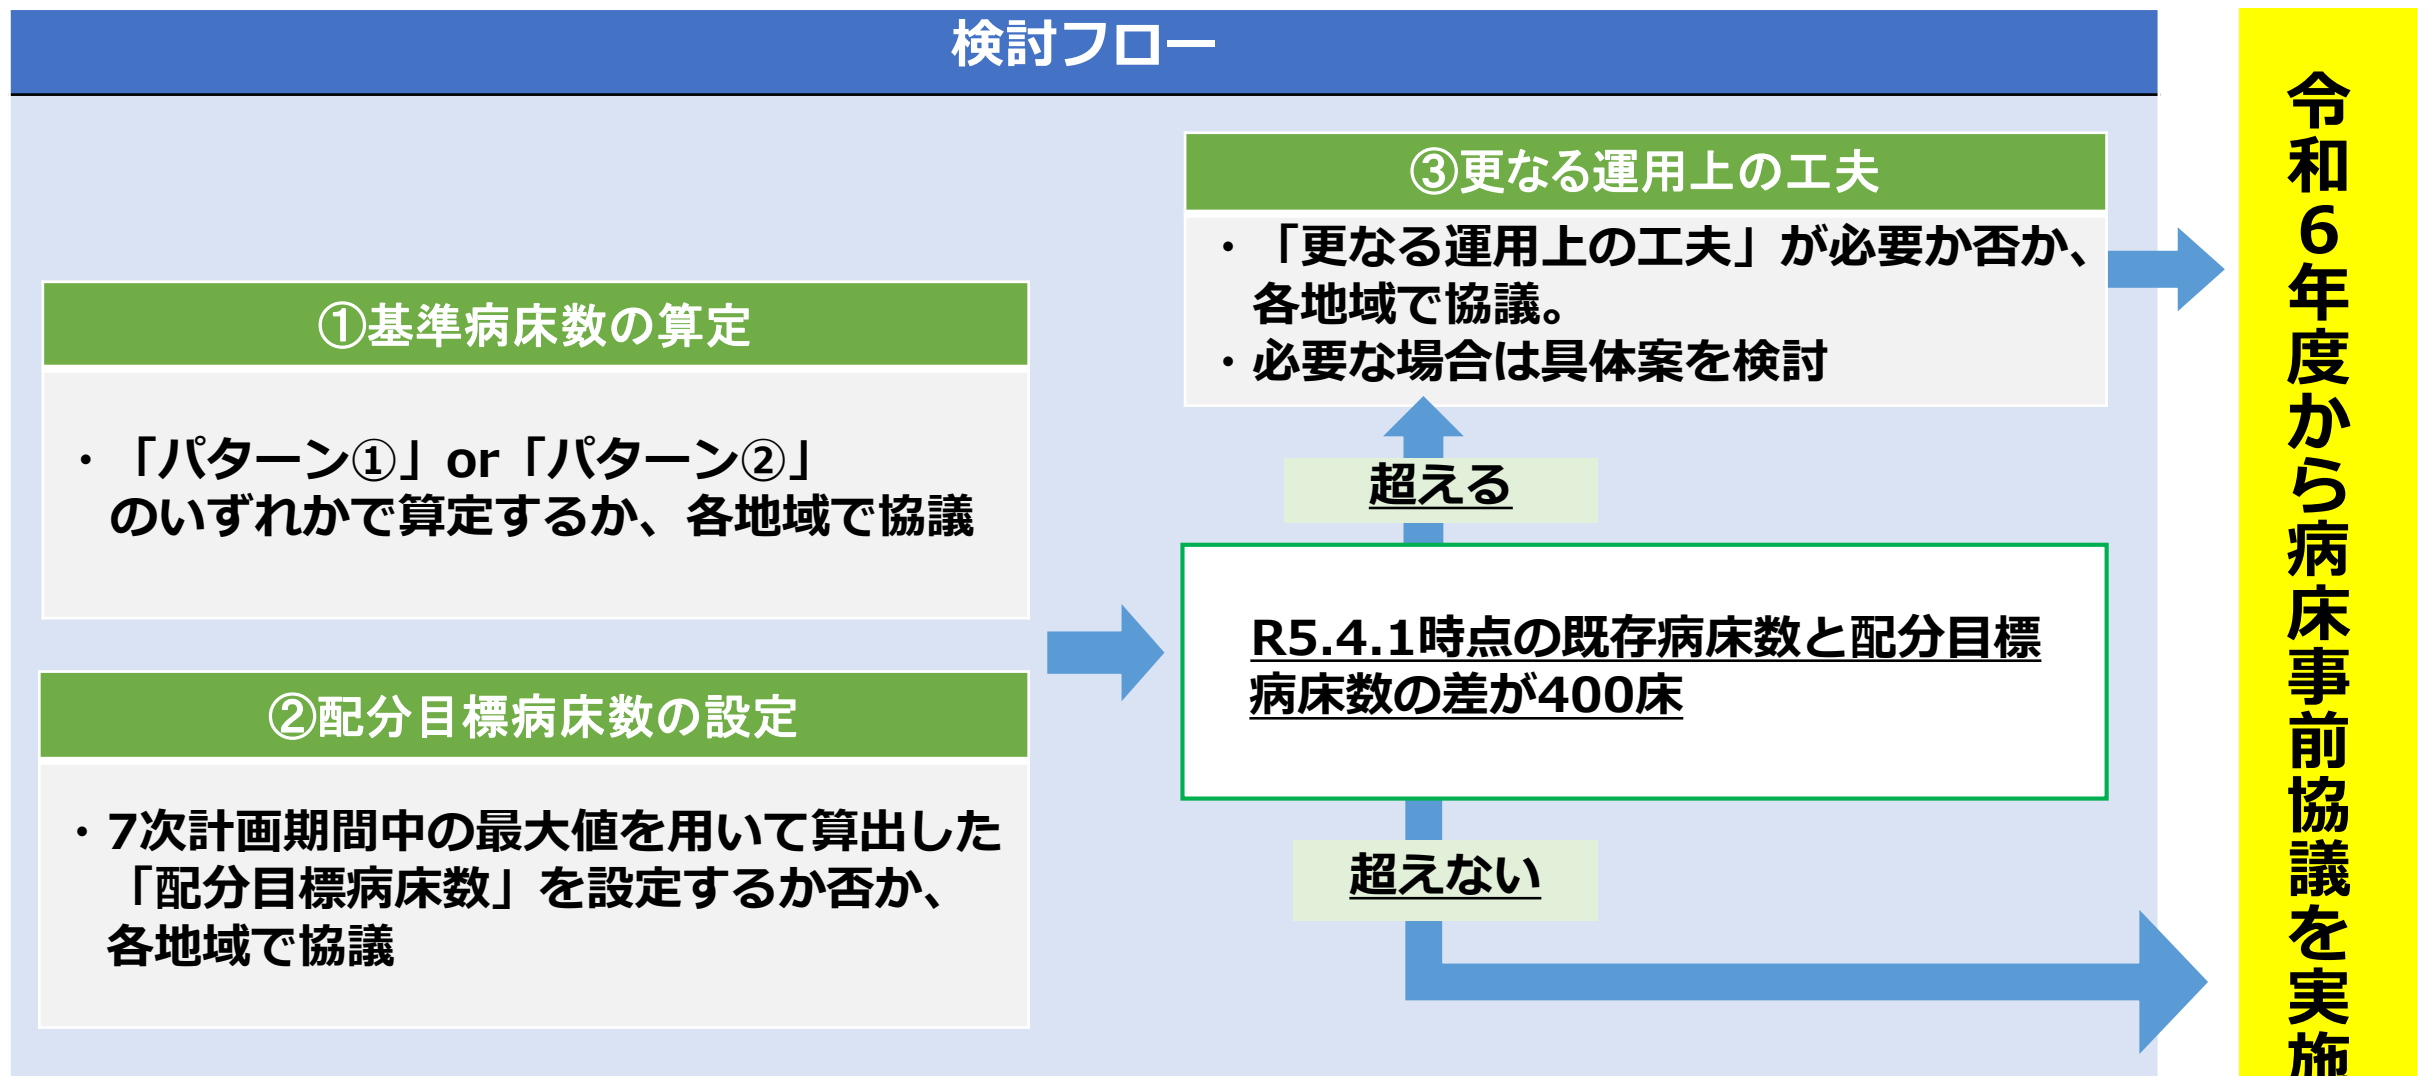 検討フロー
①基準病床数の算定
・「パターン①」or「パターン②」
のいずれかで算定するか、各地域で協議
②配分目標病床数の設定
・7次計画期間中の最大値を用いて算出した
「配分目標病床数」を設定するか否か、
各地域で協議
③更なる運用上の工夫
・「更なる運用上の工夫」が必要か否か、
各地域で協議。
・必要な場合は具体案を検討
超える
R5.4.1時点の既存病床数と配分目標
病床数の差が400床
超えない
令和６年度から病床事前協議を実施